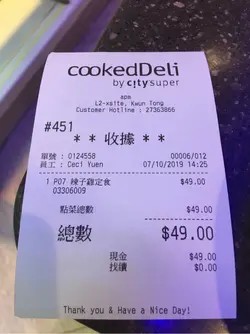 cookedDeli
by city'super
apm
L2-xsite, Kwun Tong
Customer Hotline : 27363866
#451
* * 收據 * *
單號 : 0124558 00006/012
員工 : Ceci Yuen 07/10/2019 14:25
1 P07 辣子雞定食 $49.00
03306009
點菜總數 $49.00
總數 $49.00
現金 $49.00
找續 $0.00
Thank you & Have a Nice Day!